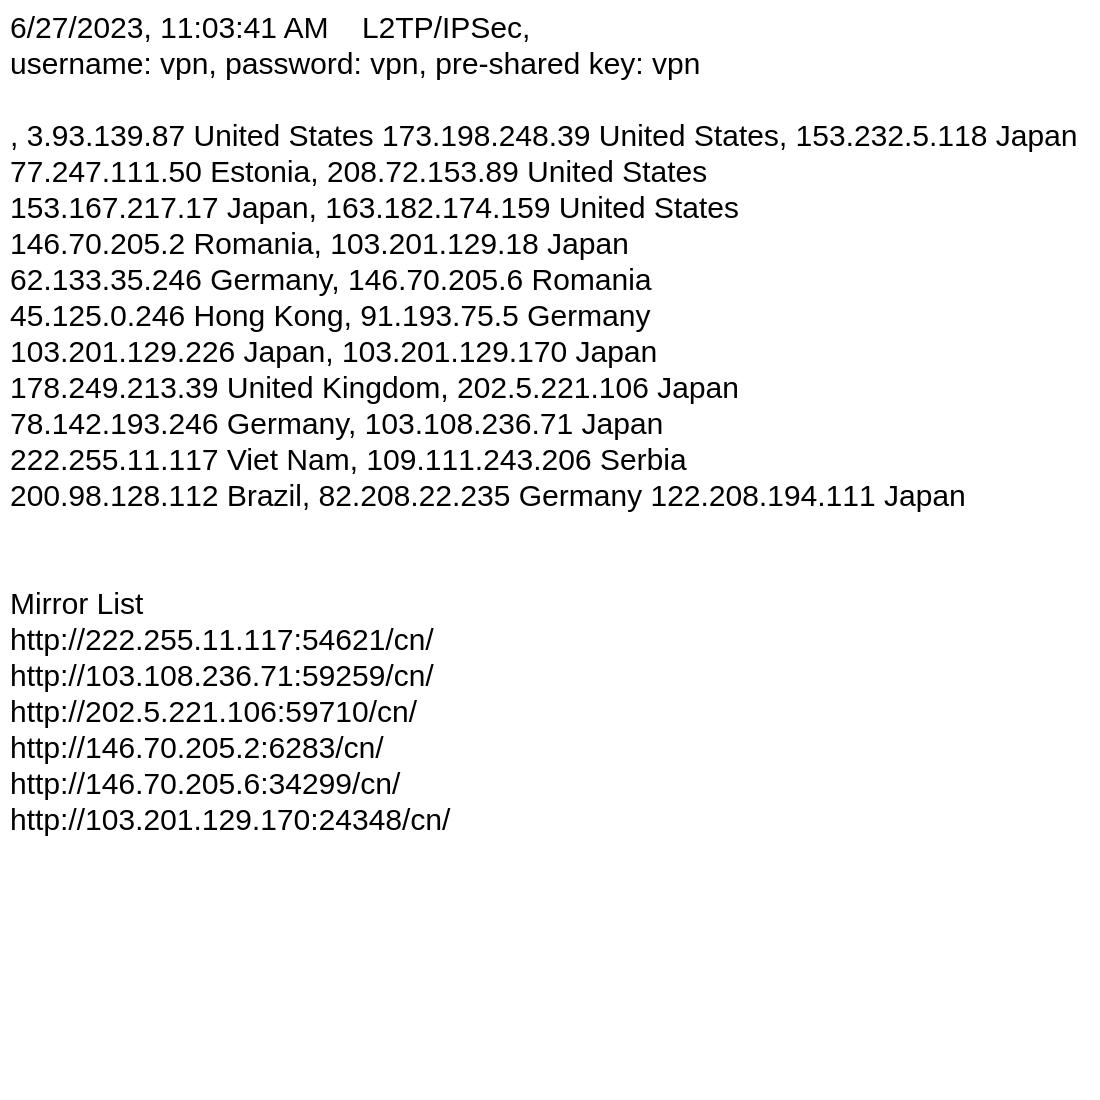 6/27/2023, 11:03:41 AM    L2TP/IPSec,
username: vpn, password: vpn, pre-shared key: vpn
, 3.93.139.87 United States 173.198.248.39 United States, 153.232.5.118 Japan
77.247.111.50 Estonia, 208.72.153.89 United States
153.167.217.17 Japan, 163.182.174.159 United States
146.70.205.2 Romania, 103.201.129.18 Japan
62.133.35.246 Germany, 146.70.205.6 Romania
45.125.0.246 Hong Kong, 91.193.75.5 Germany
103.201.129.226 Japan, 103.201.129.170 Japan
178.249.213.39 United Kingdom, 202.5.221.106 Japan
78.142.193.246 Germany, 103.108.236.71 Japan
222.255.11.117 Viet Nam, 109.111.243.206 Serbia
200.98.128.112 Brazil, 82.208.22.235 Germany 122.208.194.111 Japan
Mirror List
http://222.255.11.117:54621/cn/
http://103.108.236.71:59259/cn/
http://202.5.221.106:59710/cn/
http://146.70.205.2:6283/cn/
http://146.70.205.6:34299/cn/
http://103.201.129.170:24348/cn/